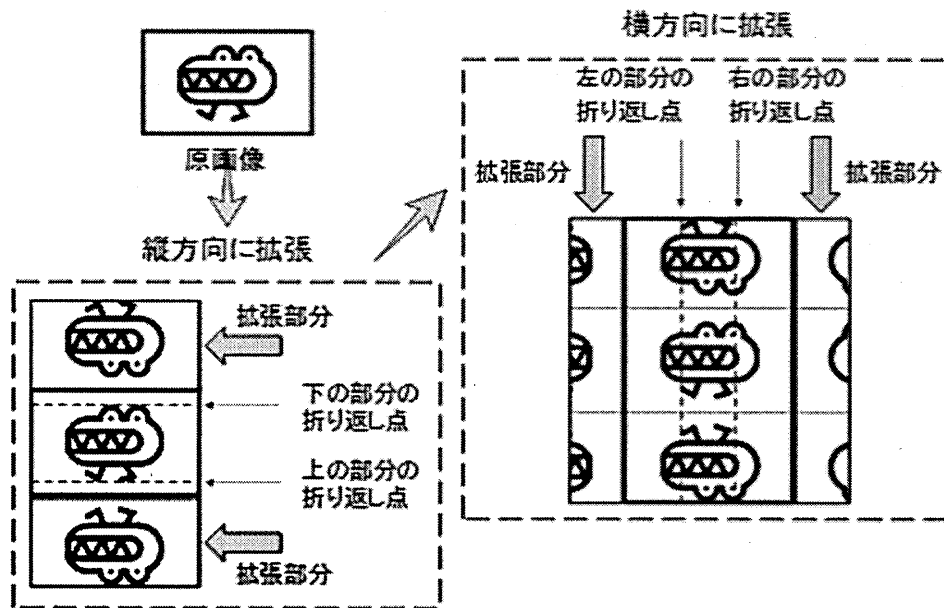 原画像
縦方向に拡張
拡張部分
下の部分の
折り返し点
上の部分の
折り返し点
拡張部分
横方向に拡張
左の部分の
折り返し点
右の部分の
折り返し点
拡張部分
拡張部分